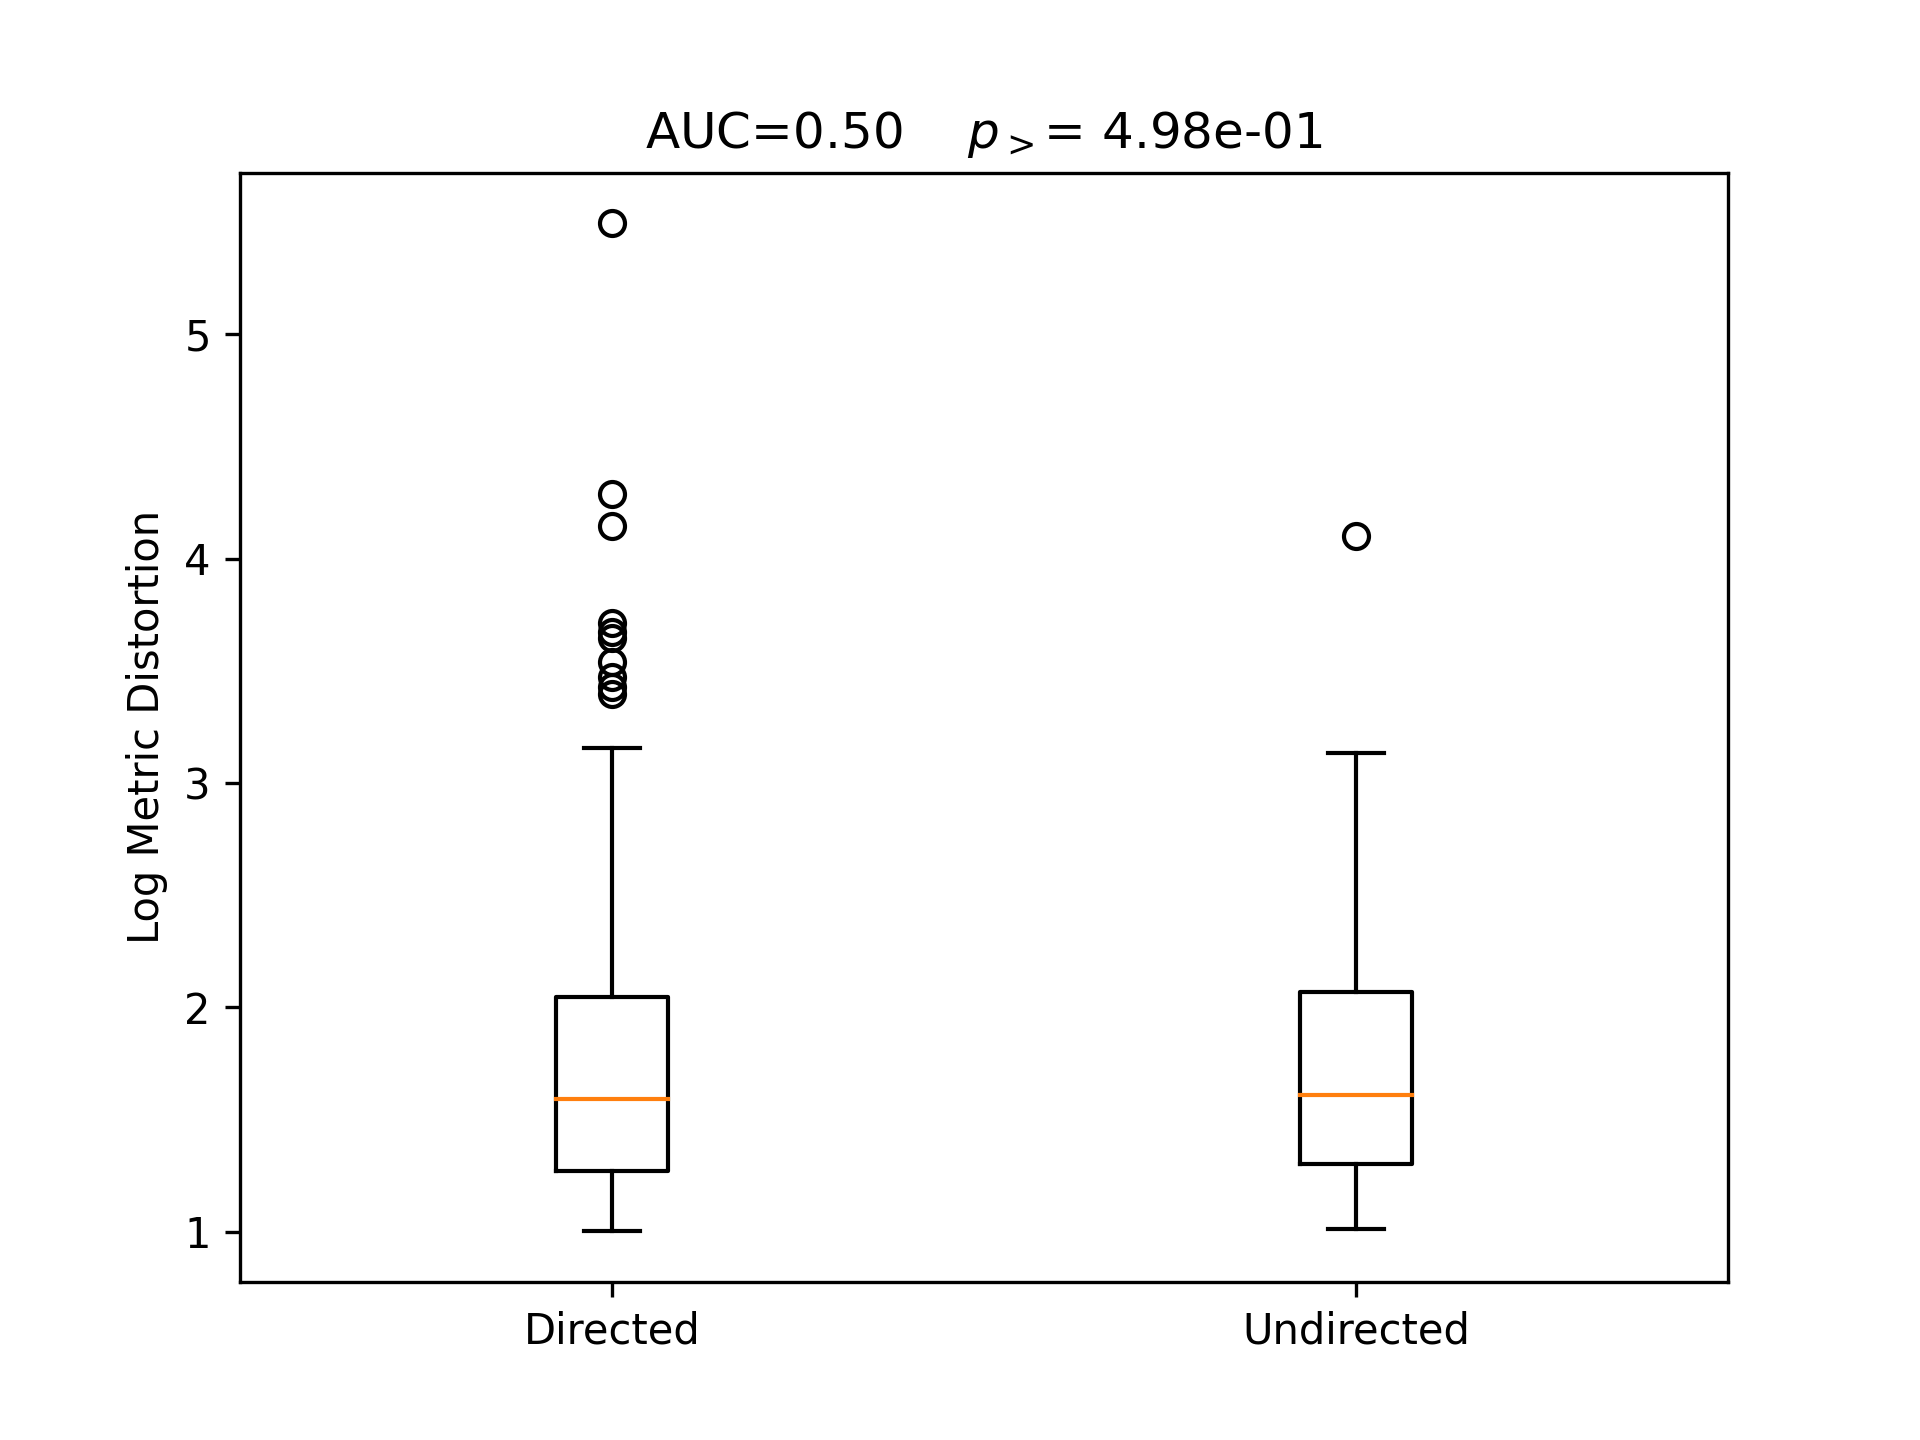 AUC=0.50 p>= 4.98e-01
Log Metric Distortion
5
4
3
2
1
Directed
Undirected